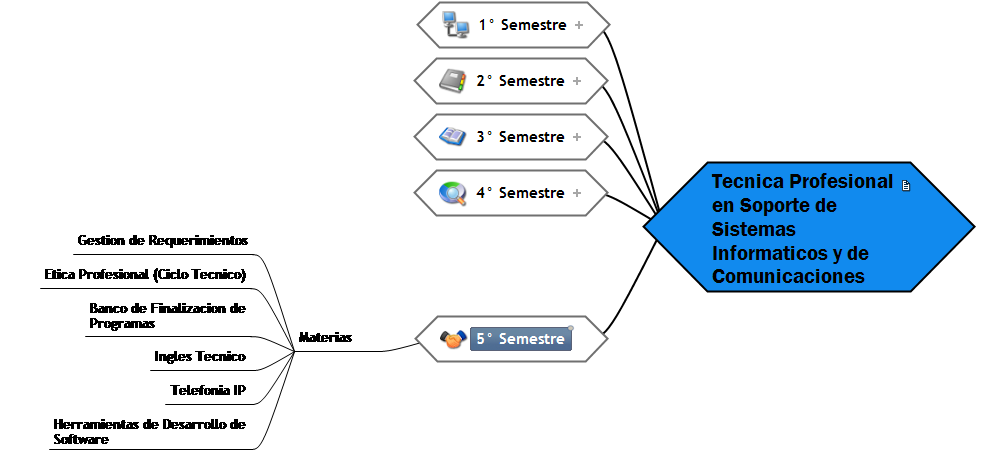 1° Semestre
2° Semestre
3° Semestre
4° Semestre
Tecnica Profesional
en Soporte de
Sistemas
Informaticos y de
Comunicaciones
5° Semestre
Materias
Gestion de Requerimientos
Etica Profesional (Ciclo Tecnico)
Banco de Finalizacion de
Programas
Ingles Tecnico
Telefonia IP
Herramientas de Desarrollo de
Software